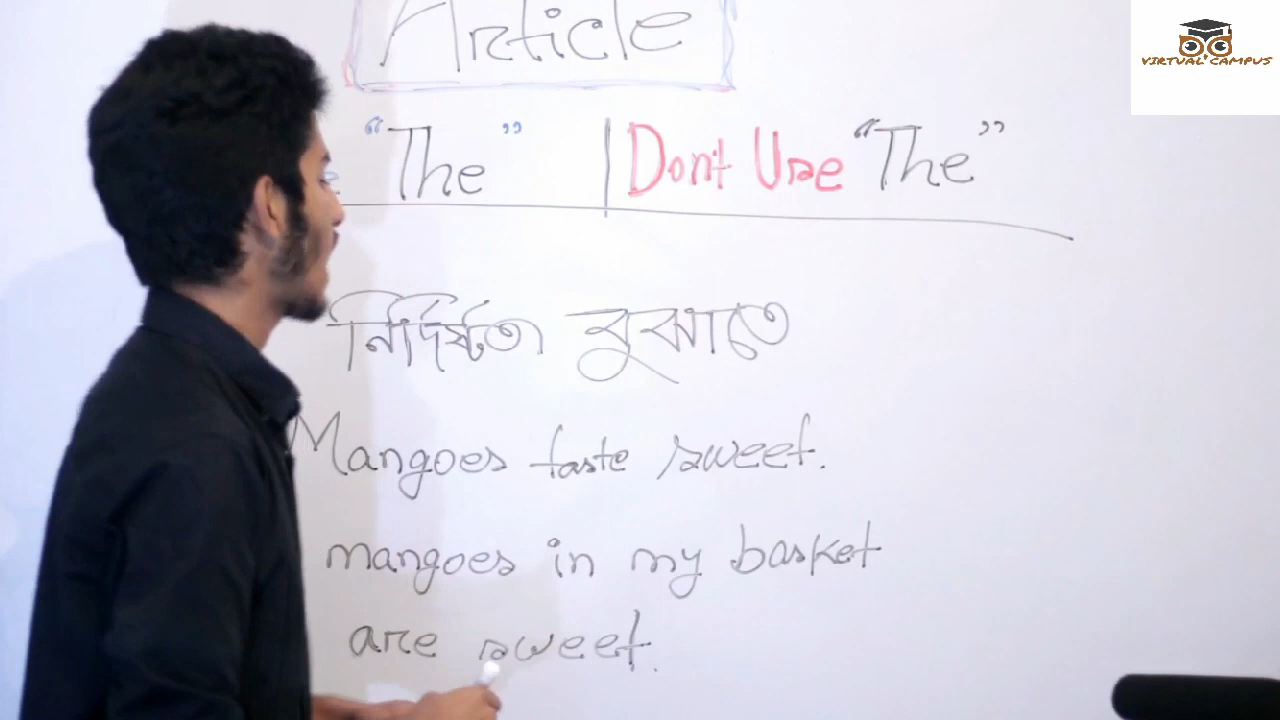 Article
"The" | Don't Use "The"
নির্দিষ্টতা বুঝাতে
Mangoes taste sweet.
mangoes in my basket
are sweet.
VIRTUAL CAMPUS